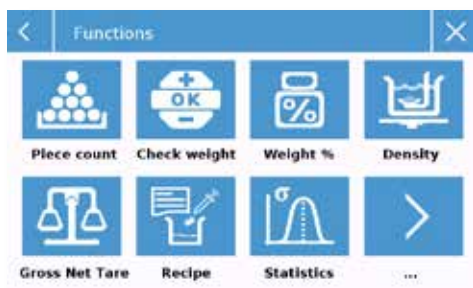 Functions
OK
%
Piece count Check weight Weight % Density
σ
Gross Net Tare Recipe Statistics ...